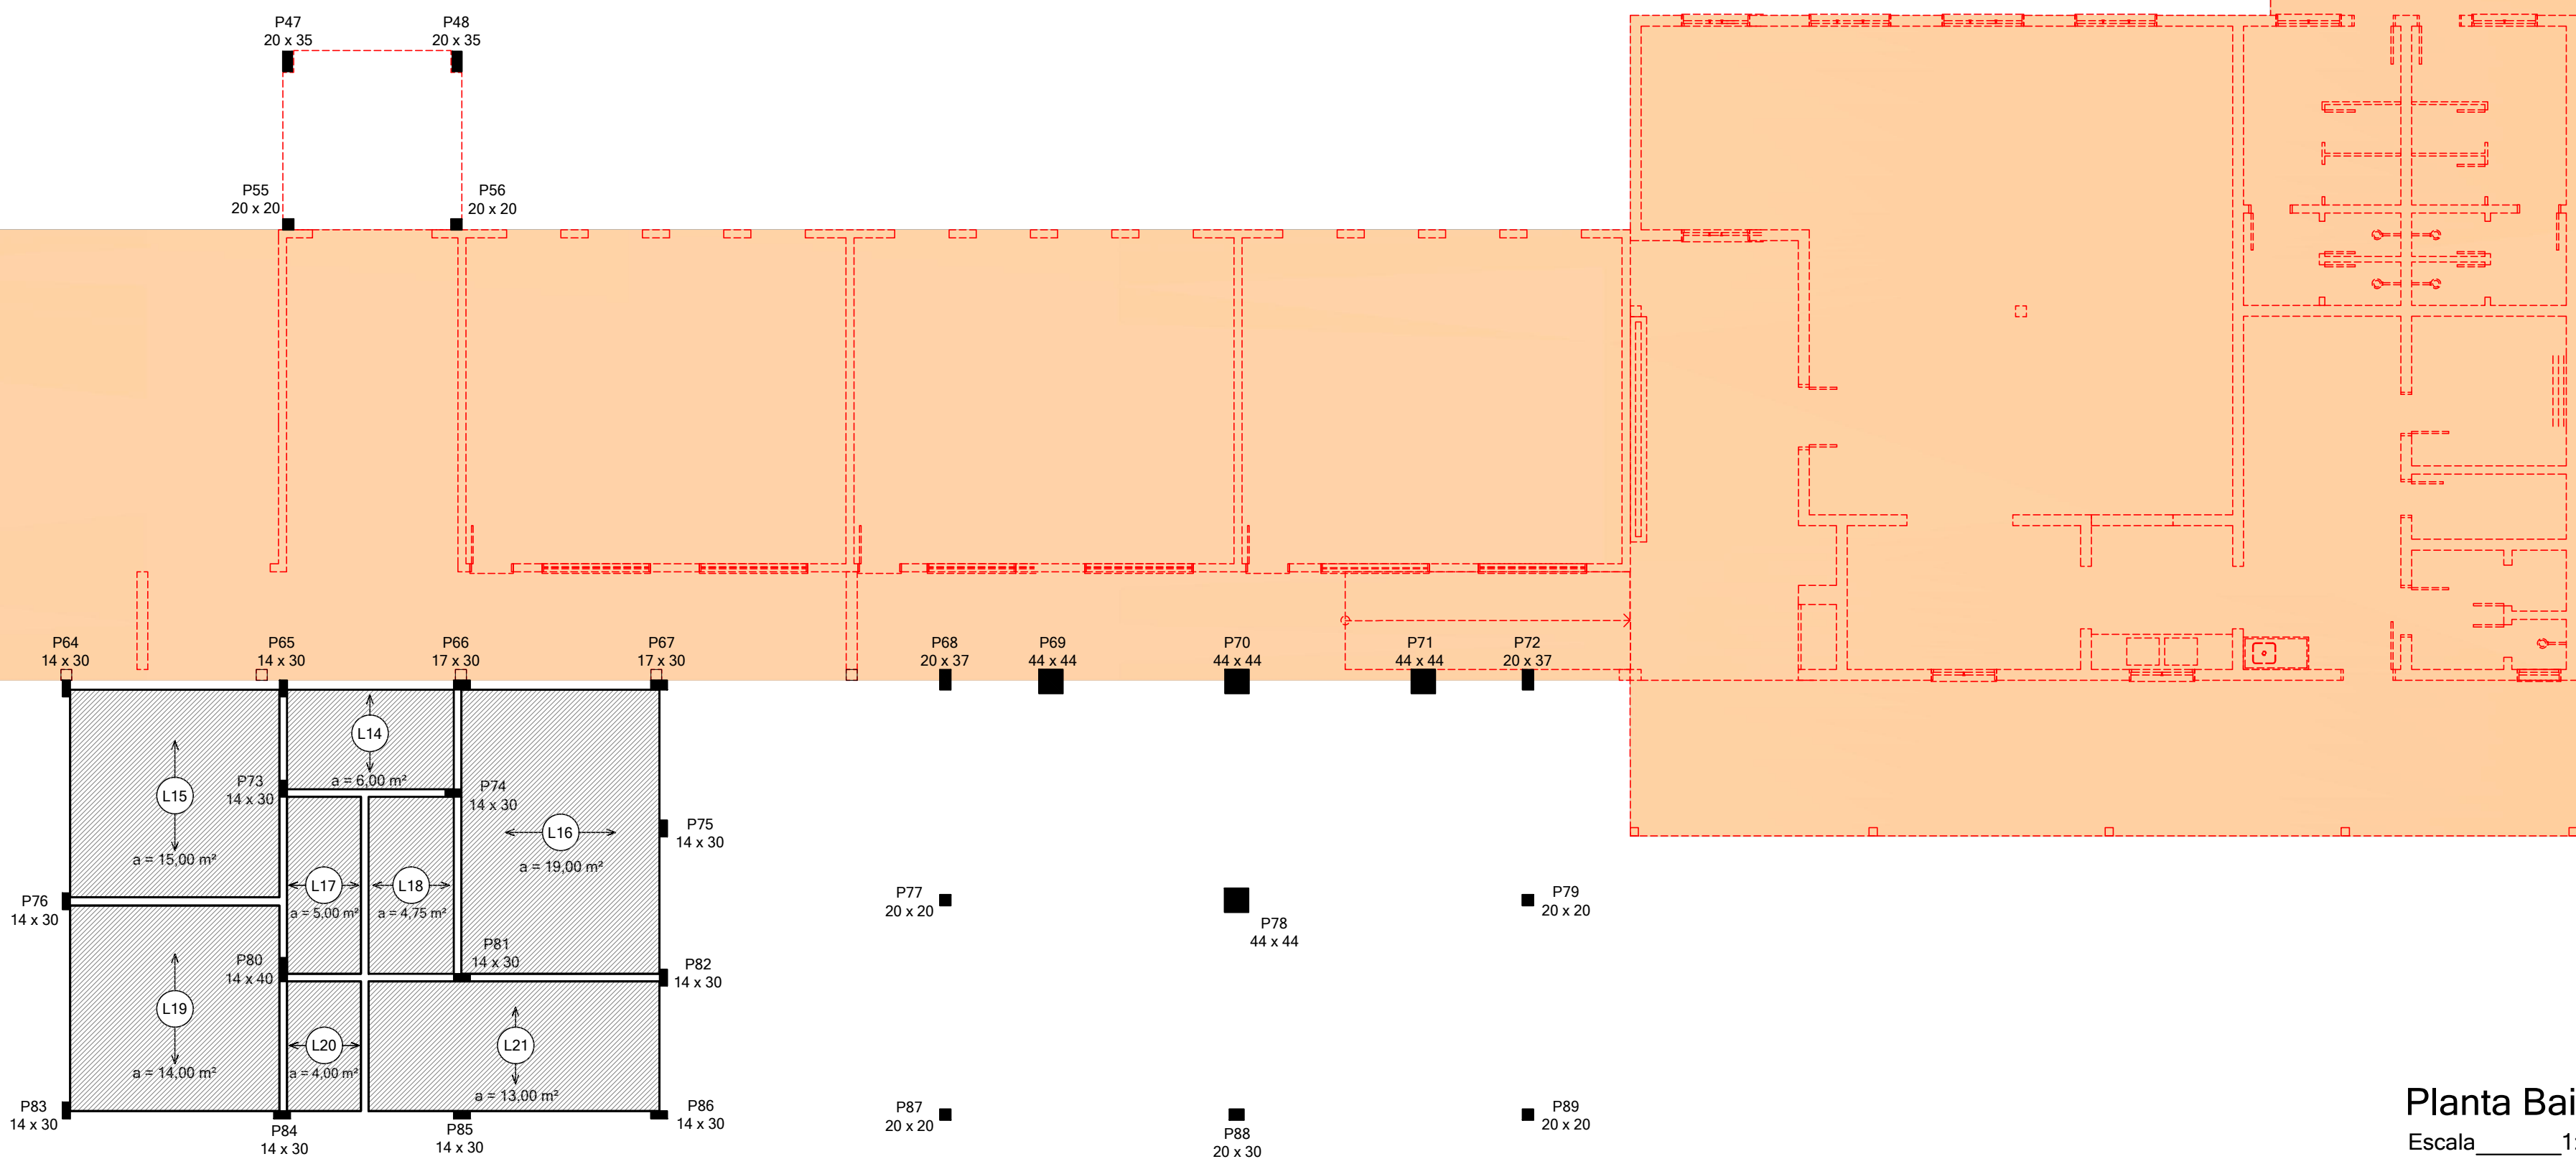 P47
20 x 35
P48
20 x 35
P55
20 x 20
P56
20 x 20
P64
14 x 30
P65
14 x 30
P66
17 x 30
P67
17 x 30
P68
20 x 37
P69
44 x 44
P70
44 x 44
P71
44 x 44
P72
20 x 37
L14
a = 6,00 m²
P73
14 x 30
P74
14 x 30
L15
a = 15,00 m²
L16
a = 19,00 m²
P75
14 x 30
P76
14 x 30
L17
a = 5,00 m²
L18
a = 4,75 m²
P77
20 x 20
P78
44 x 44
P79
20 x 20
P80
14 x 40
P81
14 x 30
P82
14 x 30
L19
a = 14,00 m²
L20
a = 4,00 m²
L21
a = 13,00 m²
P83
14 x 30
P84
14 x 30
P85
14 x 30
P86
14 x 30
P87
20 x 20
P88
20 x 30
P89
20 x 20
Planta Bai
Escala